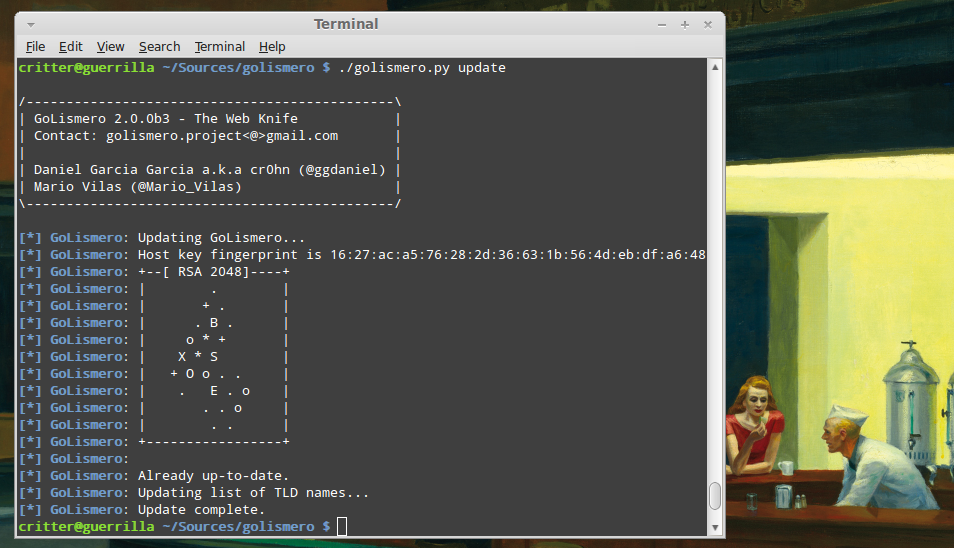 Terminal
File Edit View Search Terminal Help
critter@guerrilla ~/Sources/golismero $ ./golismero.py update
/----------------------------------------------\
| GoLismero 2.0.0b3 - The Web Knife            |
| Contact: golismero.project<@>gmail.com       |
|                                              |
| Daniel Garcia Garcia a.k.a cr0hn (@ggdaniel) |
| Mario Vilas (@Mario_Vilas)                   |
\----------------------------------------------/
[*] GoLismero: Updating GoLismero...
[*] GoLismero: Host key fingerprint is 16:27:ac:a5:76:28:2d:36:63:1b:56:4d:eb:df:a6:48
[*] GoLismero: +--[ RSA 2048]----+
[*] GoLismero: |        .        |
[*] GoLismero: |       + .       |
[*] GoLismero: |      . B .      |
[*] GoLismero: |     o * +       |
[*] GoLismero: |    X * S        |
[*] GoLismero: |   + O o . .     |
[*] GoLismero: |    .   E . o    |
[*] GoLismero: |       . . o     |
[*] GoLismero: |        . .      |
[*] GoLismero: +-----------------+
[*] GoLismero:
[*] GoLismero: Already up-to-date.
[*] GoLismero: Updating list of TLD names...
[*] GoLismero: Update complete.
critter@guerrilla ~/Sources/golismero $